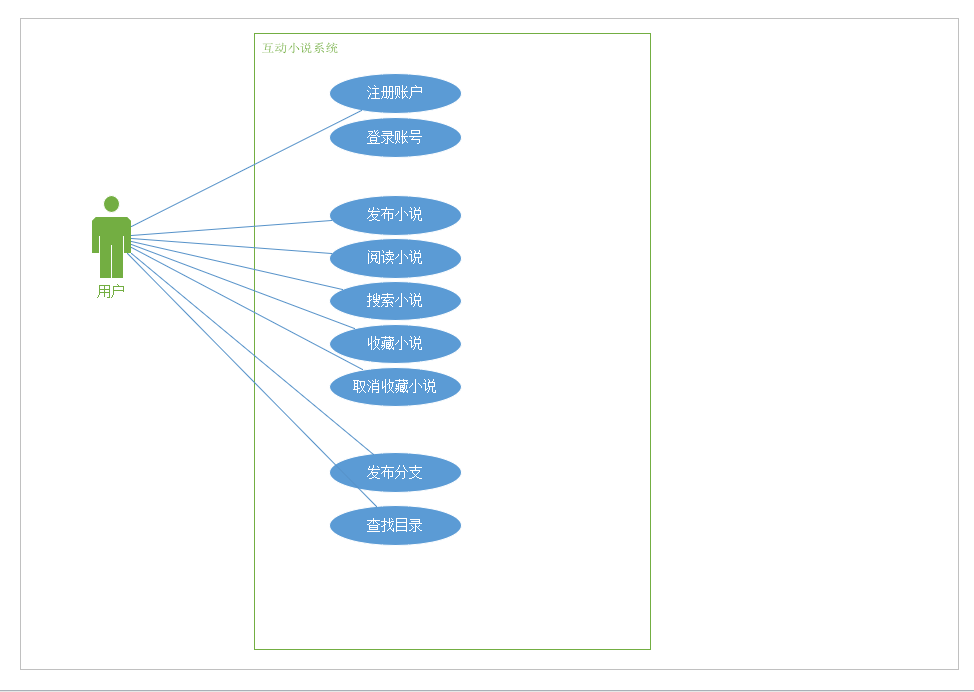 互动小说系统
注册账户
登录账号
发布小说
阅读小说
搜索小说
收藏小说
取消收藏小说
发布分支
查找目录
用户